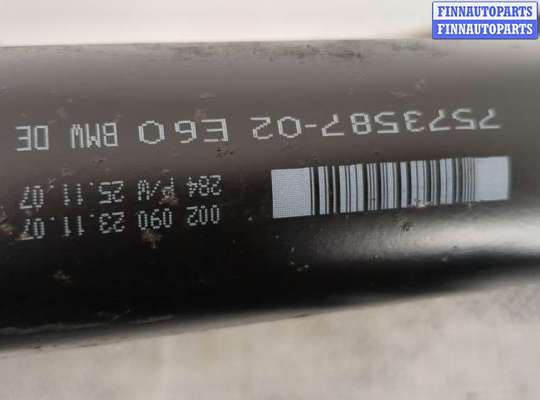 FINNAUTOPARTS
FINNAUTOPARTS
002 090 23.11.07
284 P/W 25.11.07
7573587-02 E60 BMW DE